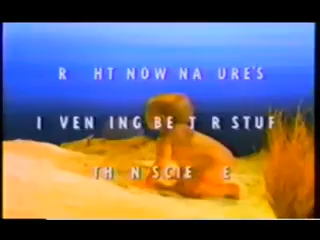 R HT NOW NA URE'S
I VEN ING BE T R STUF
TH N SCIE E